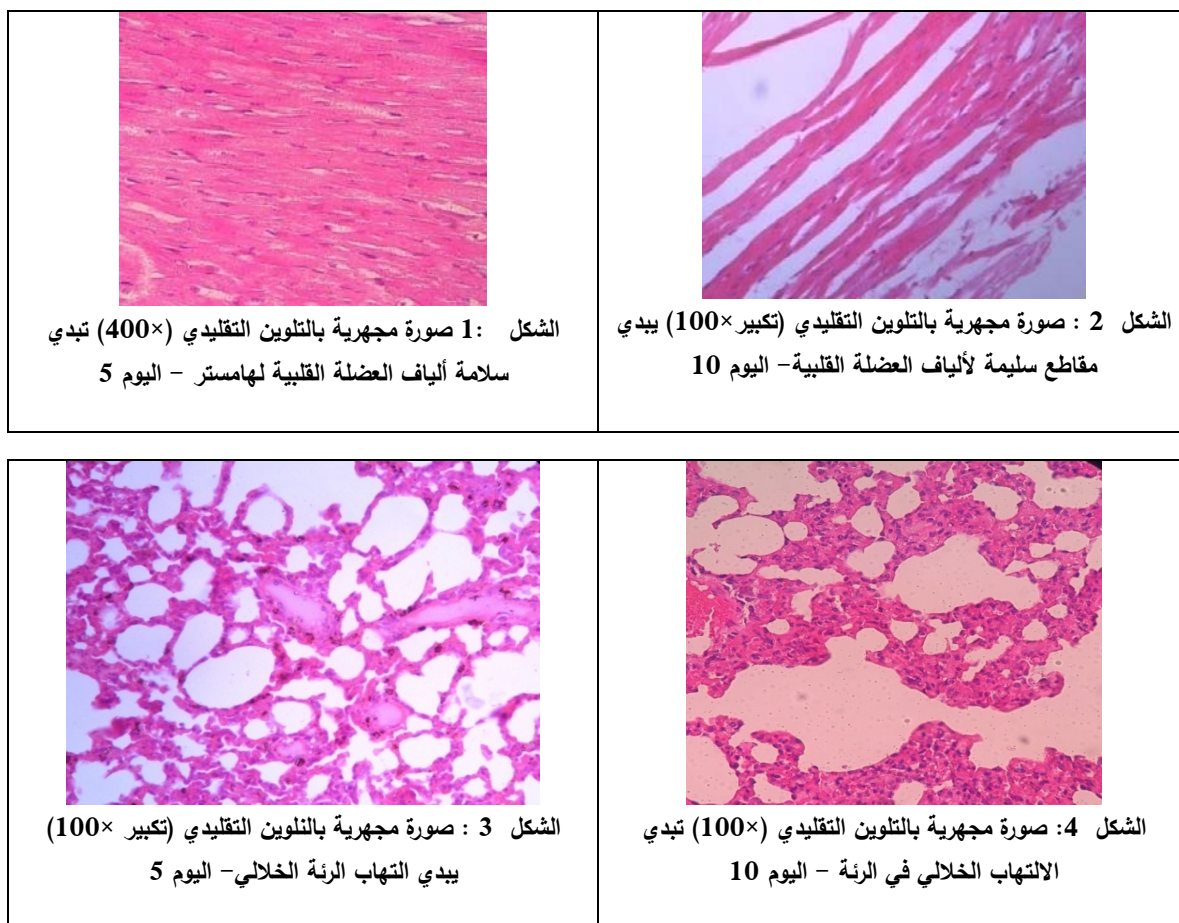 الشكل 1: صورة مجهرية بالتلوين التقليدي (×400) تبدي
سلامة ألياف العضلة القلبية لهامستر - اليوم 5
الشكل 2 : صورة مجهرية بالتلوين التقليدي (تكبير×100) يبدي
مقاطع سليمة لألياف العضلة القلبية- اليوم 10
الشكل 3 : صورة مجهرية بالنلوين التقليدي (تكبير ×100)
يبدي التهاب الرئة الخلالي- اليوم 5
الشكل 4: صورة مجهرية بالتلوين التقليدي (×100) تبدي
الالتهاب الخلالي في الرئة - اليوم 10